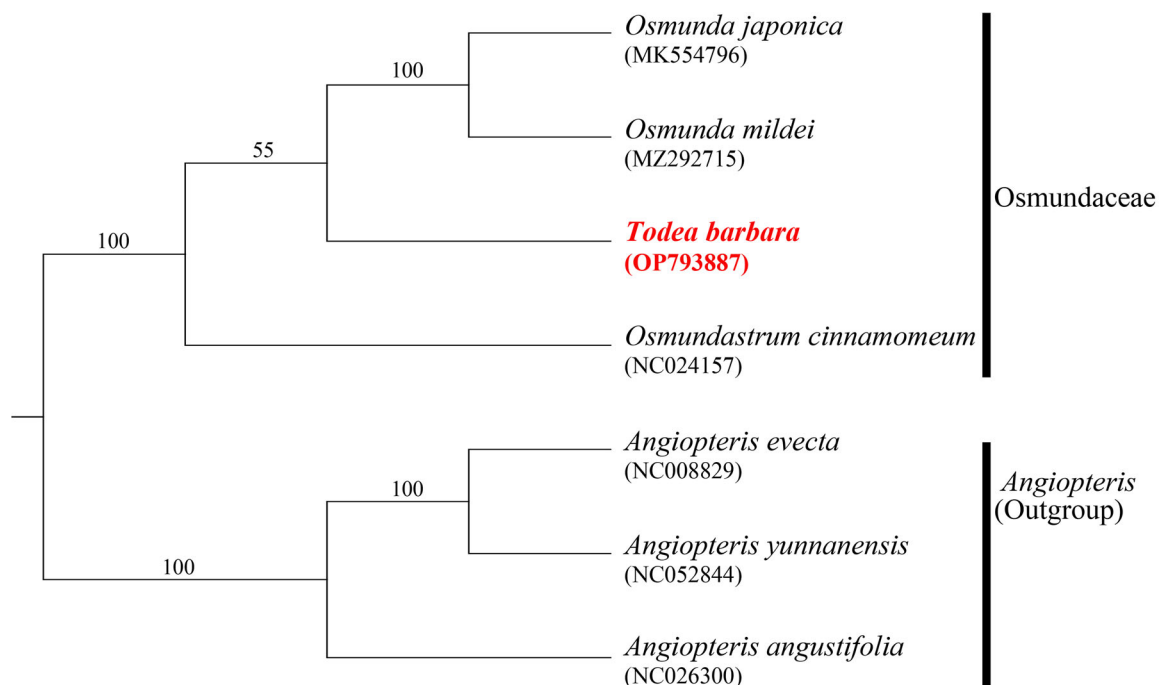 Osmunda japonica
(MK554796)
100
Osmunda mildei
(MZ292715)
55
Osmundaceae
Todea barbara
(OP793887)
100
Osmundastrum cinnamomeum
(NC024157)
Angiopteris evecta
(NC008829)
100
Angiopteris
(Outgroup)
Angiopteris yunnanensis
(NC052844)
100
Angiopteris angustifolia
(NC026300)